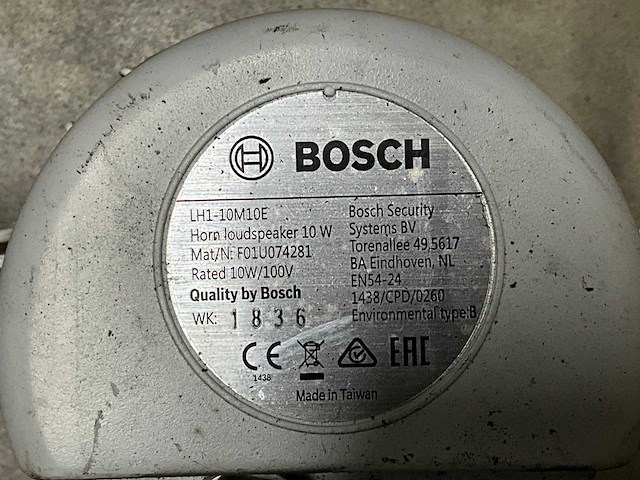 BOSCH
LH1-10M10E
Horn loudspeaker 10 W
Mat/N: F01U074281
Rated 10W/100V
Quality by Bosch
WK: 1836
Bosch Security
Systems BV
Torenallee 49,5617
BA Eindhoven, NL
EN54-24
1438/CPD/0260
Environmental type:B
CE EAC
1438
Made in Taiwan